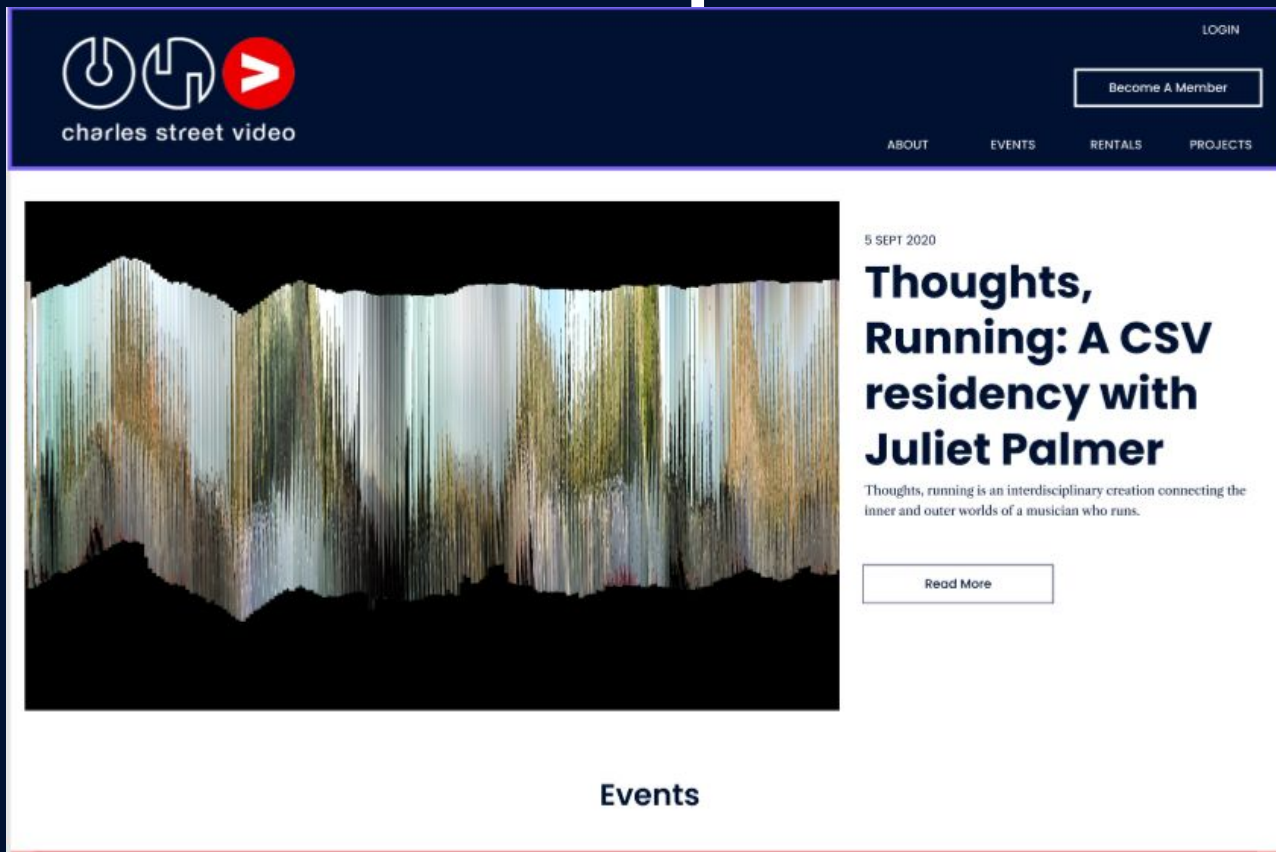 LOGIN
charles street video
Become A Member
ABOUT EVENTS RENTALS PROJECTS
5 SEPT 2020
Thoughts,
Running: A CSV
residency with
Juliet Palmer
Thoughts, running is an interdisciplinary creation connecting the
inner and outer worlds of a musician who runs.
Read More
Events